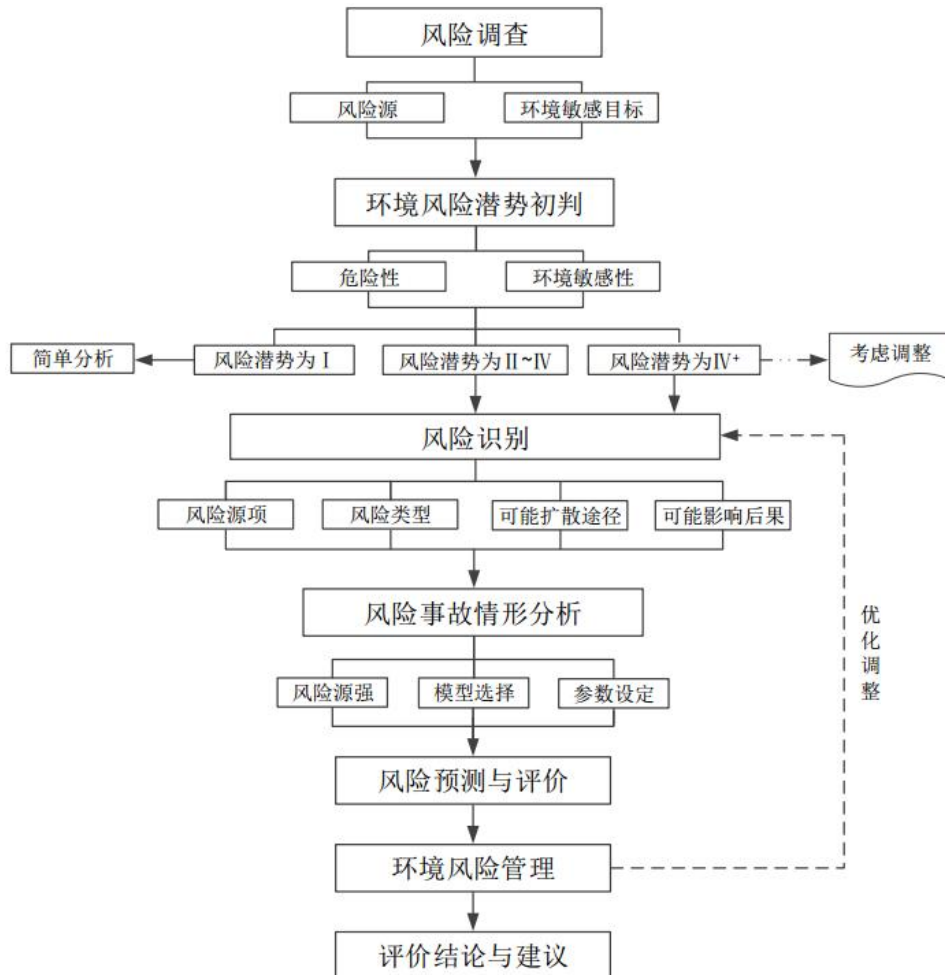 风险调查
风险源
环境敏感目标
环境风险潜势初判
危险性
环境敏感性
简单分析
风险潜势为Ⅰ
风险潜势为Ⅱ~Ⅳ
风险潜势为Ⅳ⁺
考虑调整
风险识别
风险源项
风险类型
可能扩散途径
可能影响后果
风险事故情形分析
优化调整
风险源强
模型选择
参数设定
风险预测与评价
环境风险管理
评价结论与建议